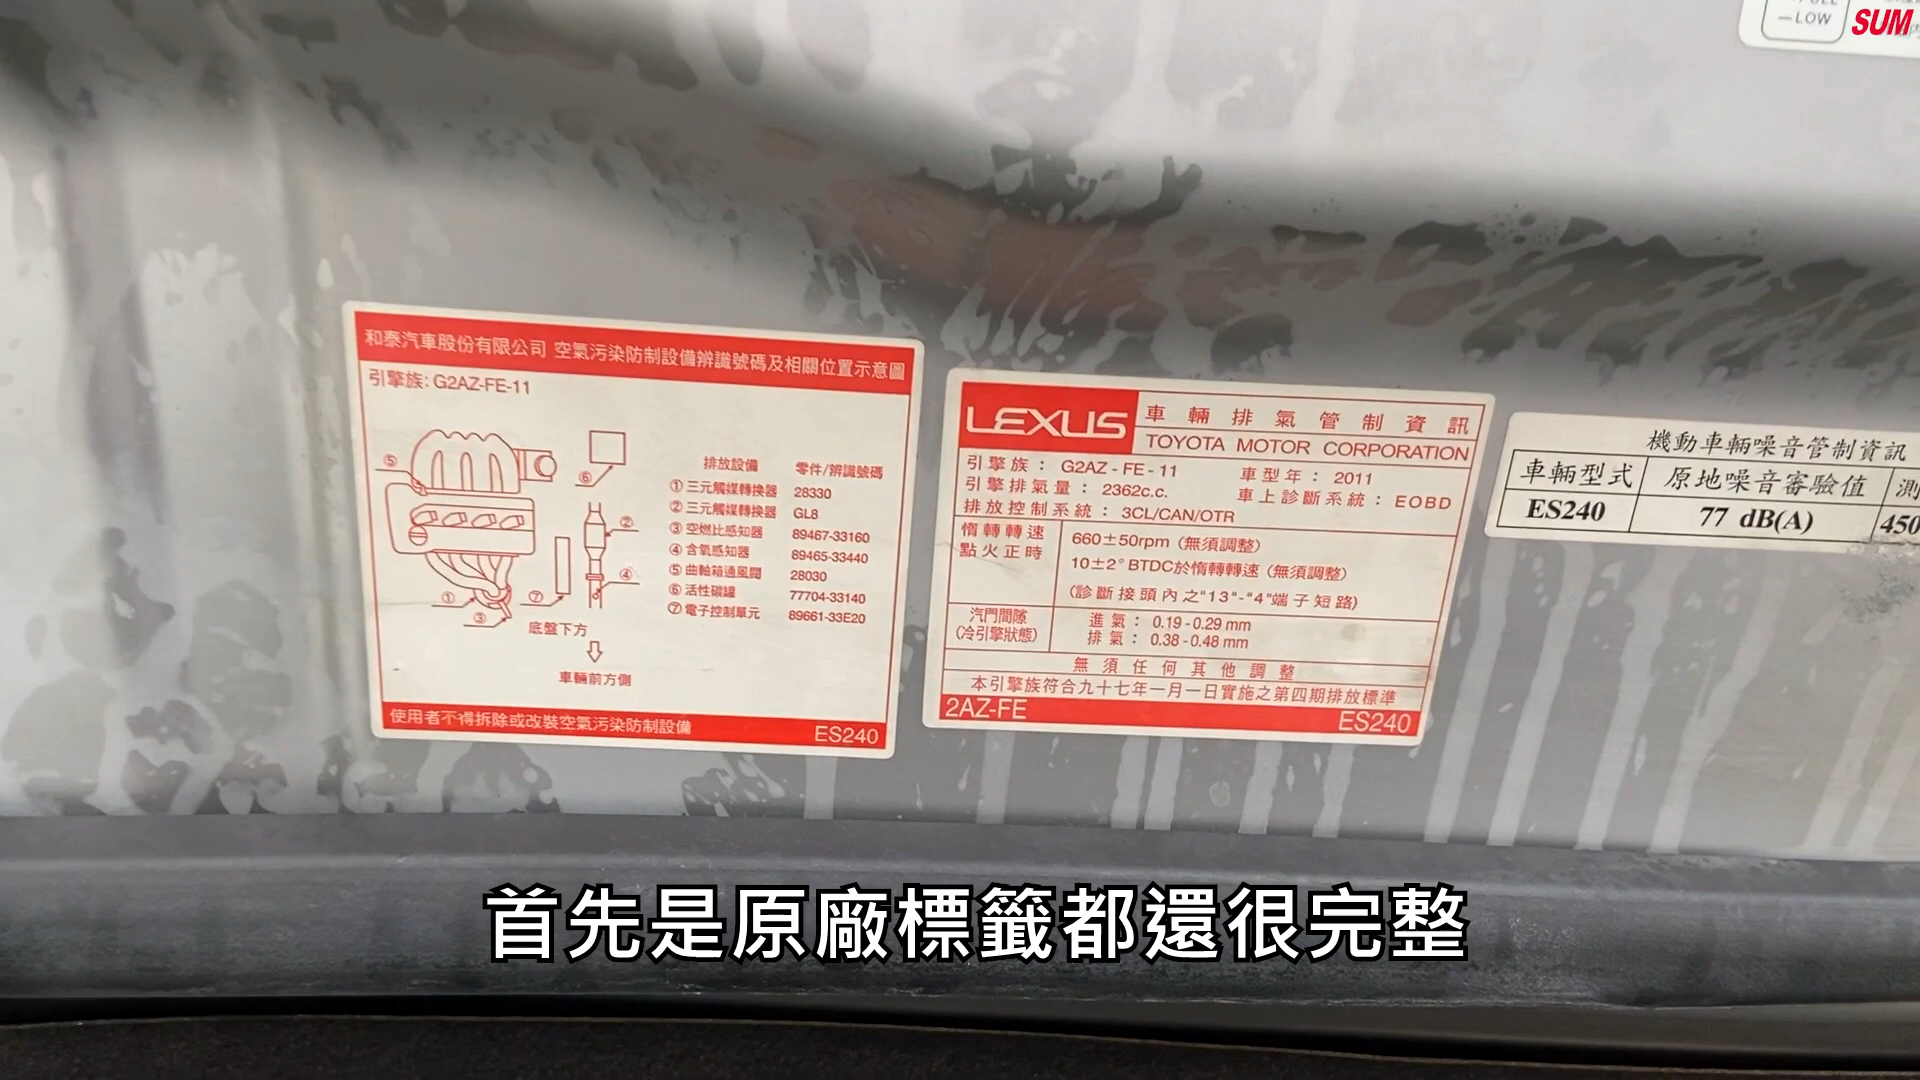 LOW
SUM
和泰汽車股份有限公司 空氣污染防制設備辨識號碼及相關位置示意圖
引擎族: G2AZ-FE-11
排放設備 零件/辨識號碼
① 三元觸媒轉換器 28330
② 三元觸媒轉換器 GL8
③ 空燃比感知器 89467-33160
④ 含氧感知器 89465-33440
⑤ 曲軸箱通風閥 28030
⑥ 活性碳罐 77704-33140
⑦ 電子控制單元 89661-33E20
⑤
⑥
②
④
①
⑦
③
底盤下方
車輛前方側
使用者不得拆除或改裝空氣污染防制設備 ES240
LEXUS 車輛排氣管制資訊
TOYOTA MOTOR CORPORATION
引擎族: G2AZ-FE-11 車型年: 2011
引擎排氣量: 2362c.c. 車上診斷系統: EOBD
排放控制系統: 3CL/CAN/OTR
惰轉轉速 660±50rpm (無須調整)
點火正時 10±2° BTDC於惰轉轉速 (無須調整)
(診斷接頭內之"13"-"4"端子短路)
汽門間隙 進氣: 0.19-0.29 mm
(冷引擎狀態) 排氣: 0.38-0.48 mm
無須任何其他調整
本引擎族符合九十七年一月一日實施之第四期排放標準
2AZ-FE ES240
機動車輛噪音管制資訊
車輛型式 原地噪音審驗值 測
ES240 77 dB(A) 450
首先是原廠標籤都還很完整